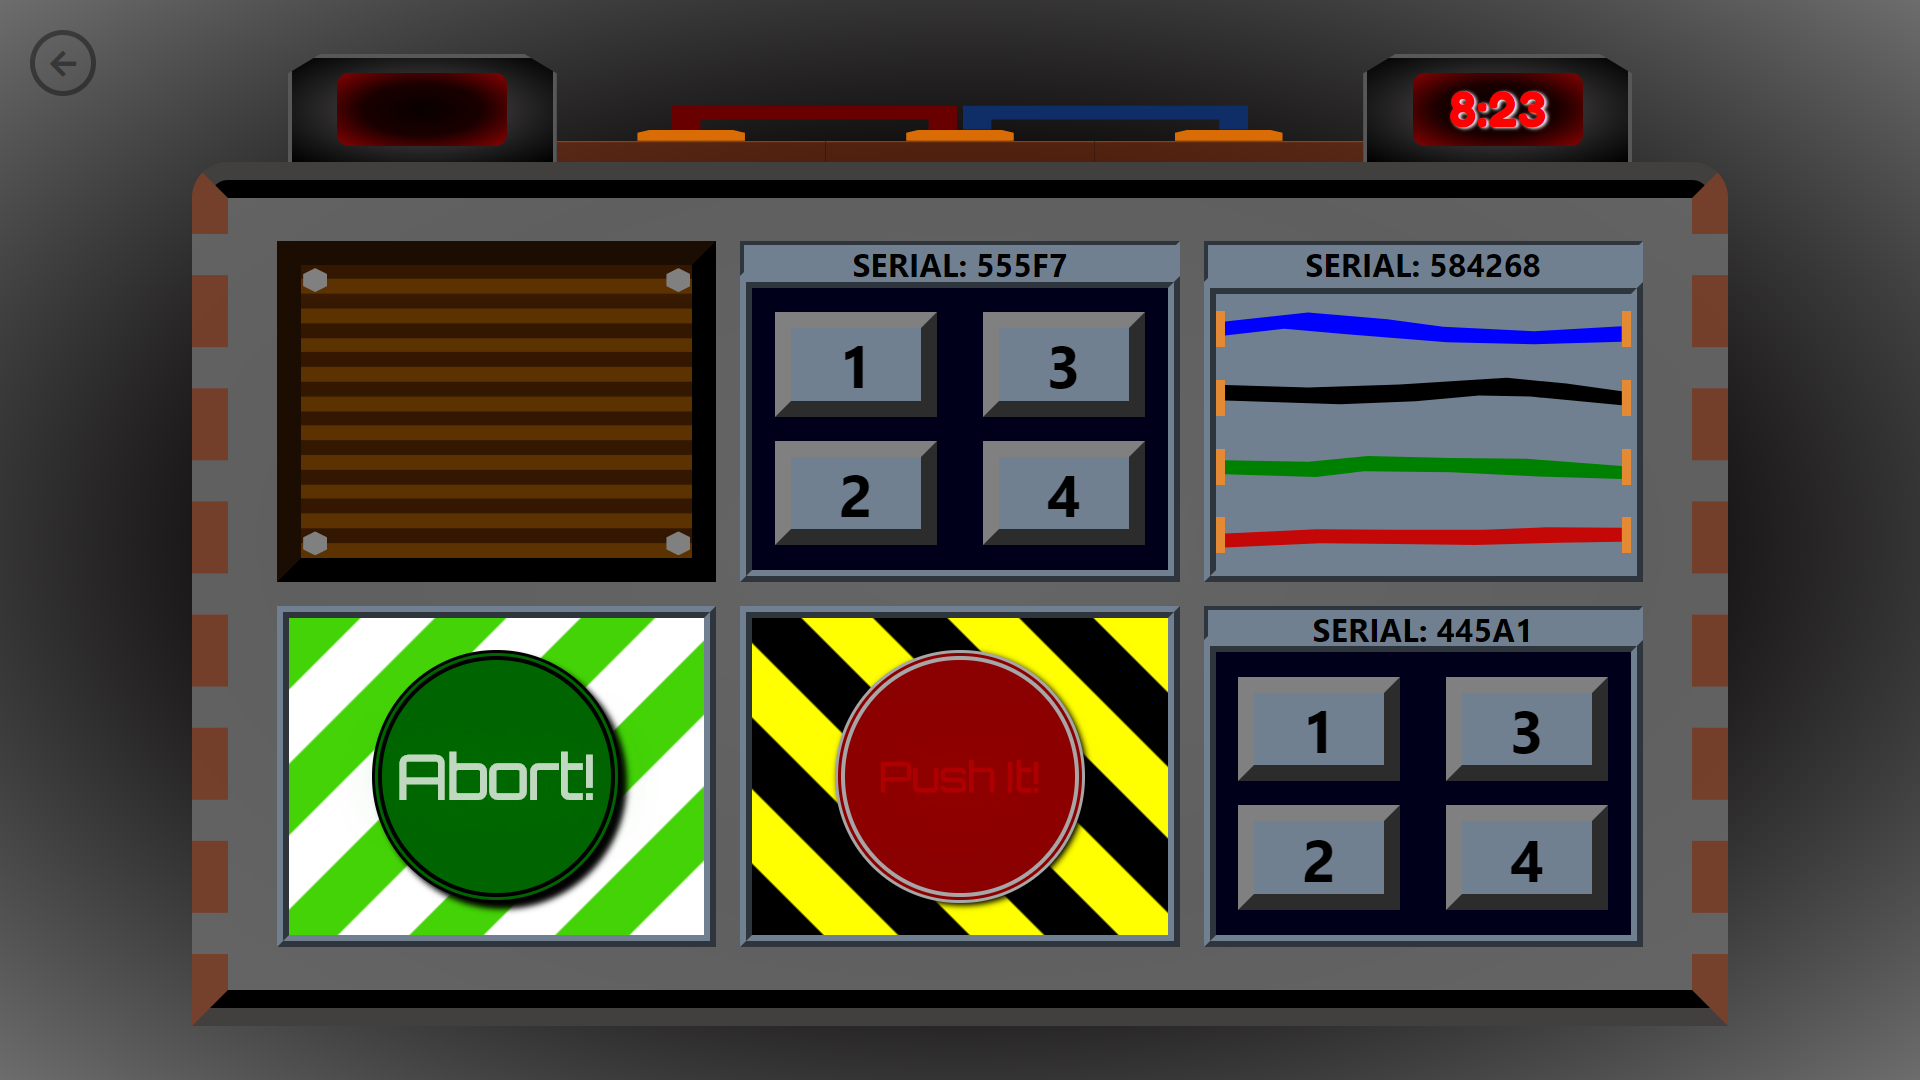 8:23
SERIAL: 555F7
1 3
2 4
SERIAL: 584268
Abort!
Push It!
SERIAL: 445A1
1 3
2 4